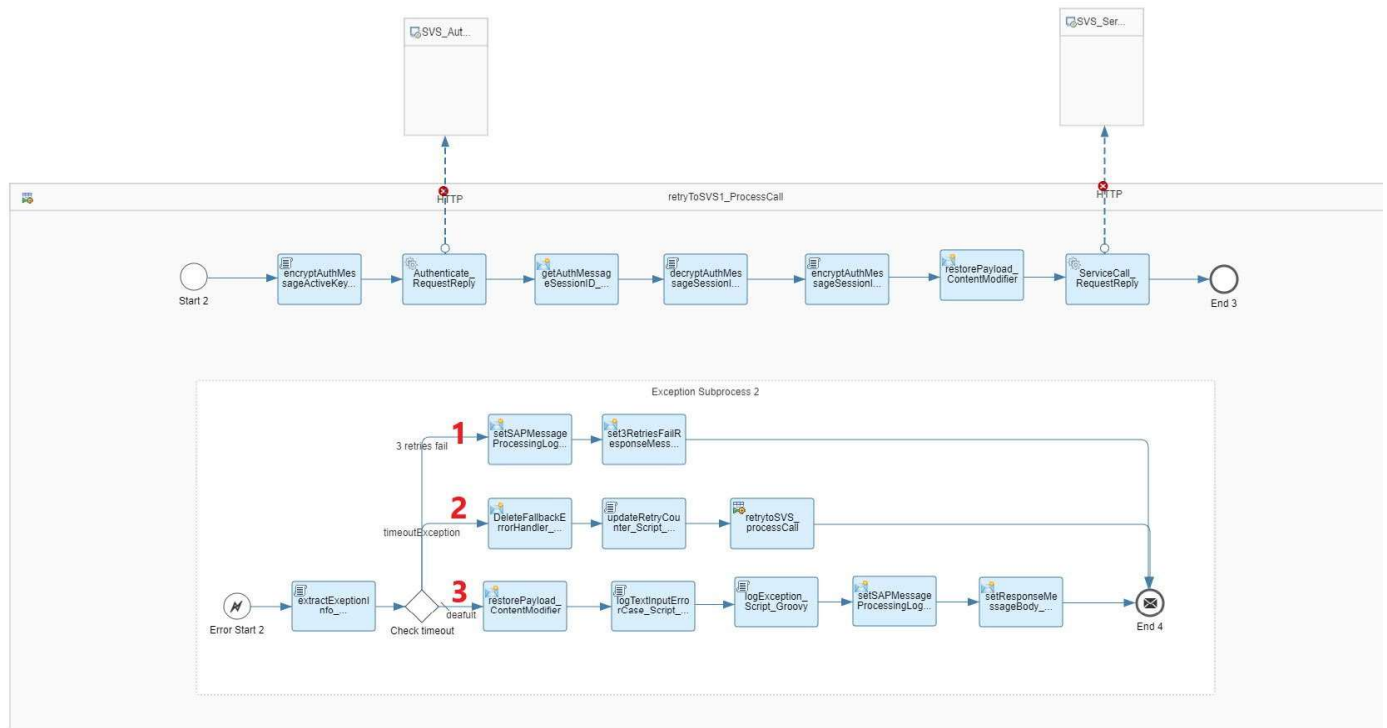 SVS_Aut...
SVS_Ser...
HTTP
retryToSVS1_ProcessCall
HTTP
Start 2
encryptAuthMes
sageActiveKey...
Authenticate_
RequestReply
getAuthMessag
eSessionID_...
decryptAuthMes
sageSessionI...
encryptAuthMes
sageSessionI...
restorePayload_
ContentModifier
ServiceCall_
RequestReply
End 3
Exception Subprocess 2
1
3 retries fail
setSAPMessage
ProcessingLog...
set3RetriesFailR
esponseMess...
2
timeoutException
DeleteFallbackE
rrorHandler_...
updateRetryCou
nter_Script_...
retrytoSVS_
processCall
3
Error Start 2
extractExeptionI
nfo_...
Check timeout
deafult
restorePayload_
ContentModifier
logTextInputErro
rCase_Script_...
logException_
Script_Groovy
setSAPMessage
ProcessingLog...
setResponseMe
ssageBody_...
End 4